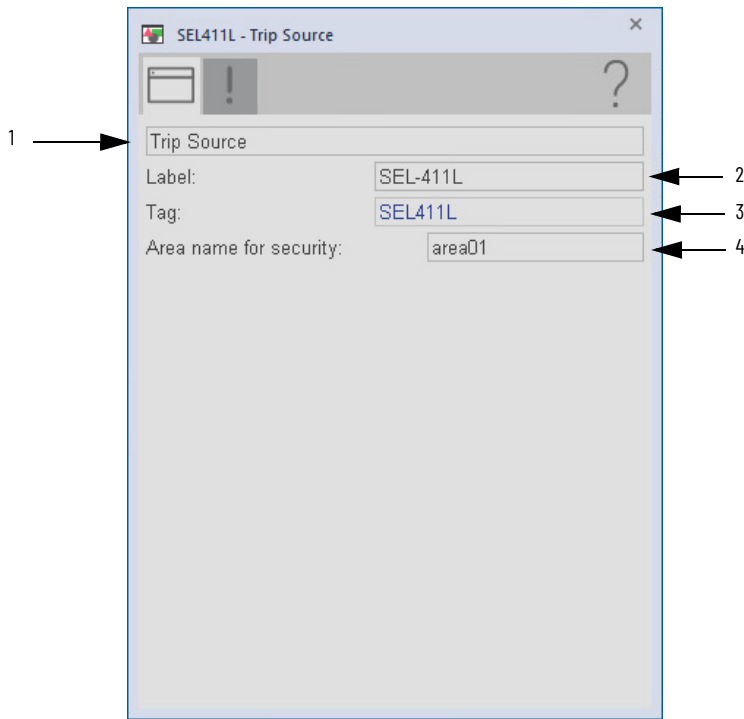 SEL411L - Trip Source
Trip Source
1
Label: SEL-411L 2
Tag: SEL411L 3
Area name for security: area01 4